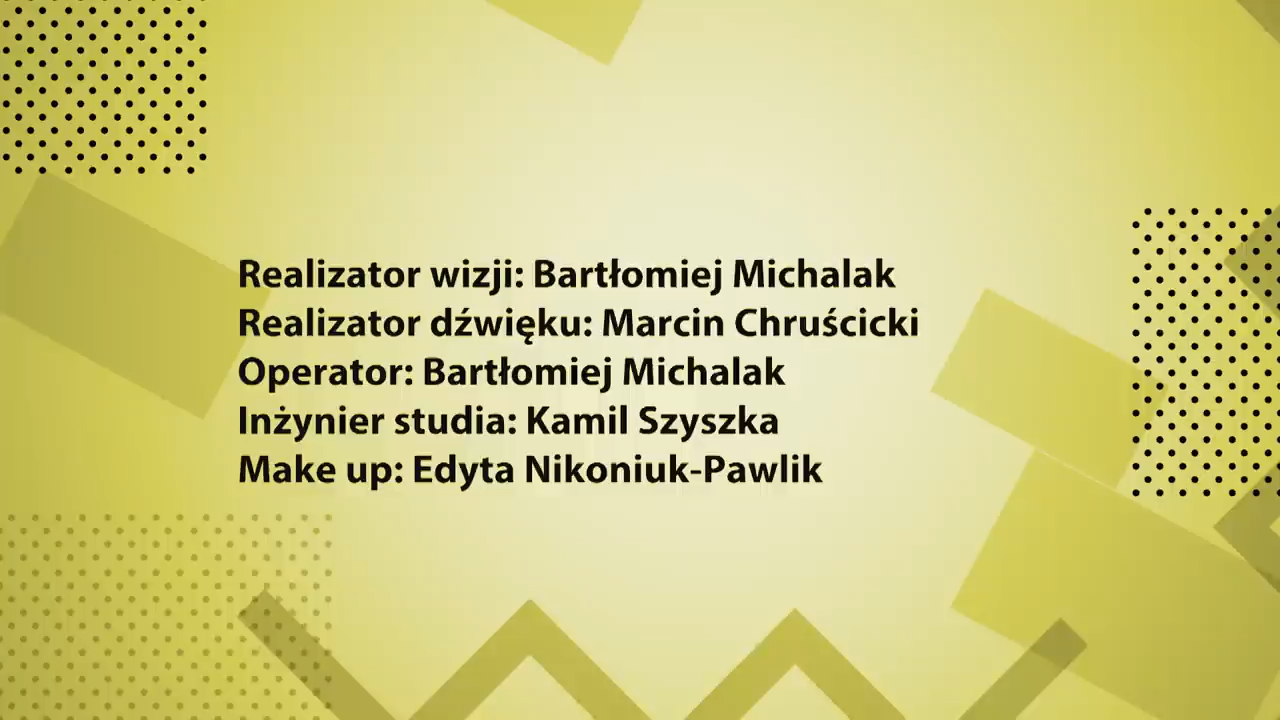 Realizator wizji: Bartłomiej Michalak
Realizator dźwięku: Marcin Chruścicki
Operator: Bartłomiej Michalak
Inżynier studia: Kamil Szyszka
Make up: Edyta Nikoniuk-Pawlik